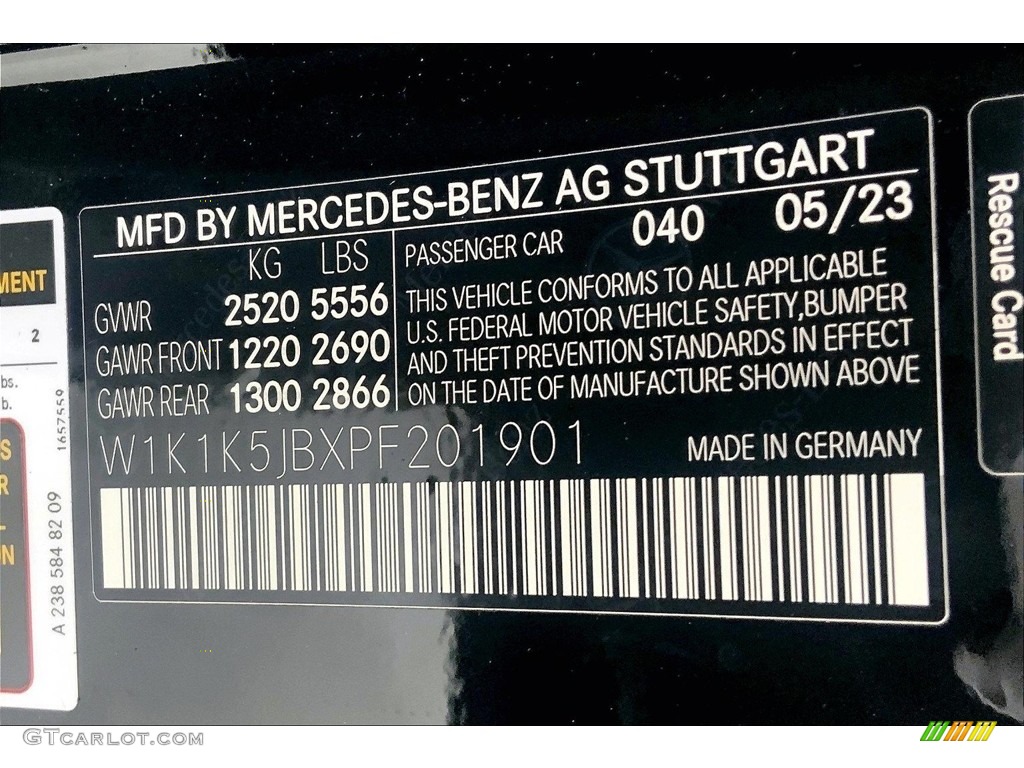 MFD BY MERCEDES-BENZ AG STUTTGART
KG LBS
PASSENGER CAR 040 05/23
GVWR 2520 5556
GAWR FRONT 1220 2690
GAWR REAR 1300 2866
THIS VEHICLE CONFORMS TO ALL APPLICABLE
U.S. FEDERAL MOTOR VEHICLE SAFETY,BUMPER
AND THEFT PREVENTION STANDARDS IN EFFECT
ON THE DATE OF MANUFACTURE SHOWN ABOVE
W1K1K5JBXPF201901 MADE IN GERMANY
Rescue Card
MENT
2
bs.
b.
S
R
N
1657559
A 238 584 82 09
GTCARLOT.COM